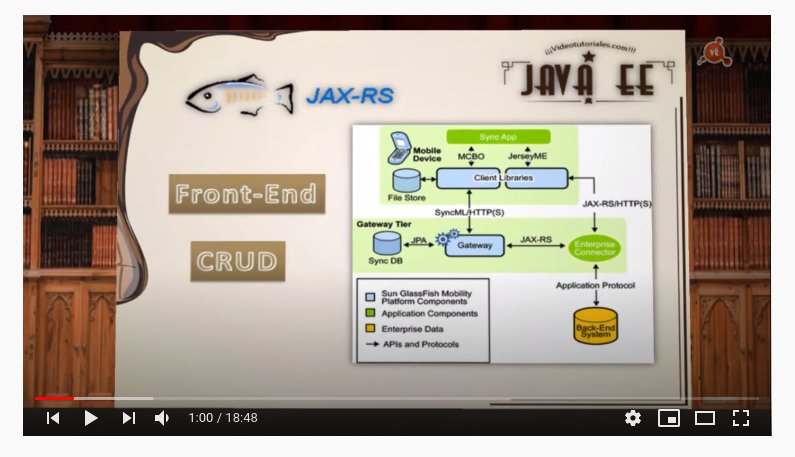 ¡¡¡Videotutoriales.com!!!
JAVA EE
vt
JAX-RS
Front-End
CRUD
Sync App
Mobile
Device
MCBO
JerseyME
Client Libraries
File Store
SyncML/HTTP(S)
JAX-RS/HTTP(S)
Gateway Tier
JPA
Gateway
JAX-RS
Enterprise
Connector
Sync DB
Application Protocol
Sun GlassFish Mobility
Platform Components
Application Components
Enterprise Data
APIs and Protocols
Back-End
System
1:00 / 18:48